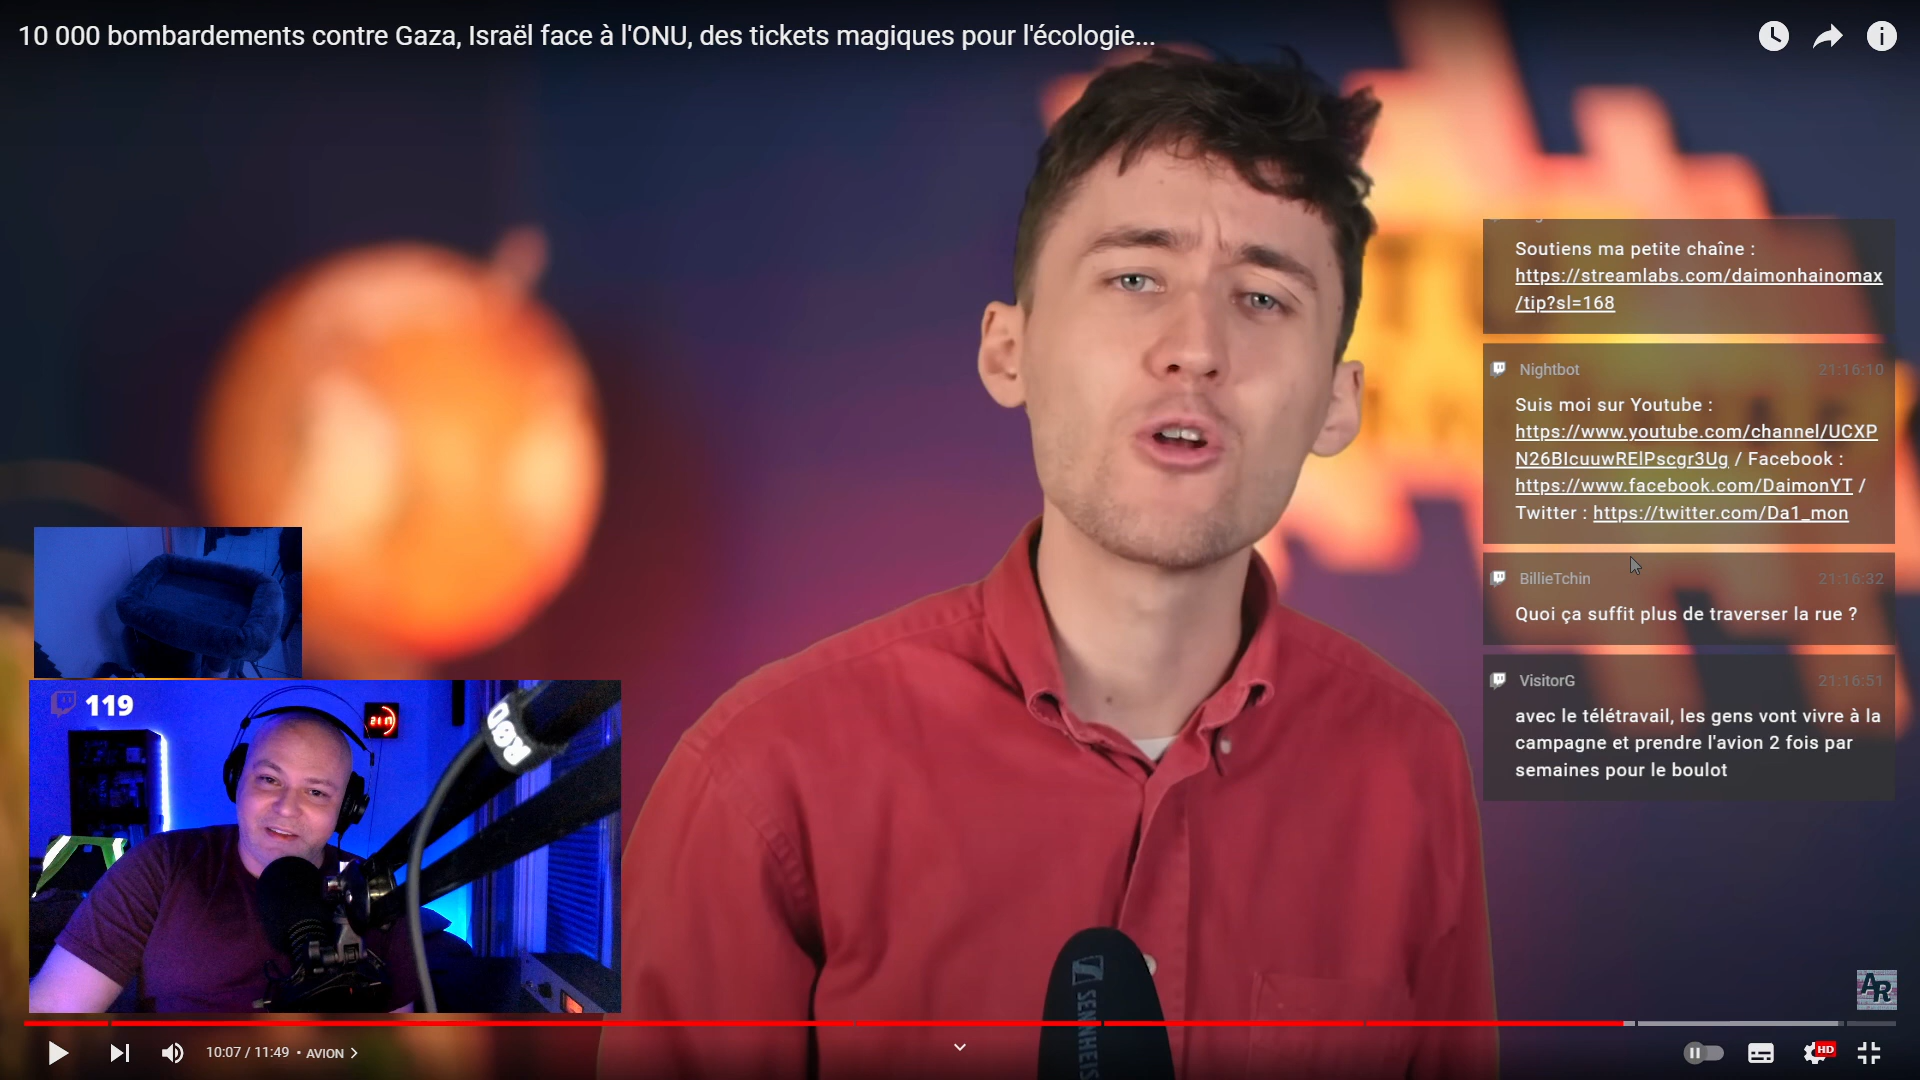 10 000 bombardements contre Gaza, Israël face à l'ONU, des tickets magiques pour l'écologie...
Soutiens ma petite chaîne :
https://streamlabs.com/daimonhainomax
/tip?sl=168
Nightbot 21:16:10
Suis moi sur Youtube :
https://www.youtube.com/channel/UCXP
N26BIcuuwRElPscgr3Ug / Facebook :
https://www.facebook.com/DaimonYT /
Twitter : https://twitter.com/Da1_mon
BillieTchin 21:16:32
Quoi ça suffit plus de traverser la rue ?
VisitorG 21:16:51
avec le télétravail, les gens vont vivre à la
campagne et prendre l'avion 2 fois par
semaines pour le boulot
119
SENNHEIS
AR
10:07 / 11:49 • AVION
HD